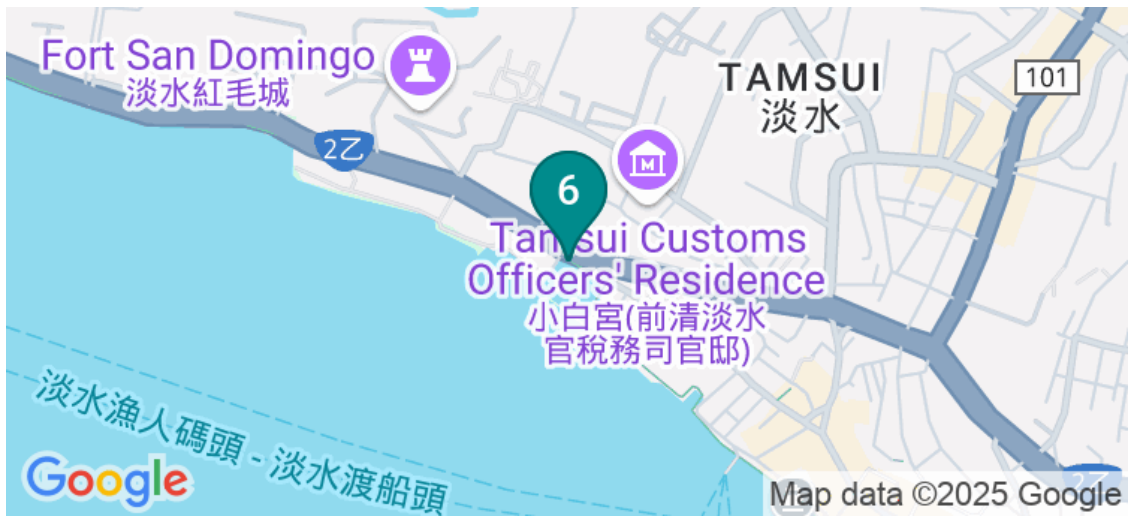 Fort San Domingo
淡水紅毛城
TAMSUI
淡水
101
2乙
6
M
Tamsui Customs
Officers' Residence
小白宮(前清淡水
官稅務司官邸)
淡水漁人碼頭 - 淡水渡船頭
2乙
Google
Map data ©2025 Google